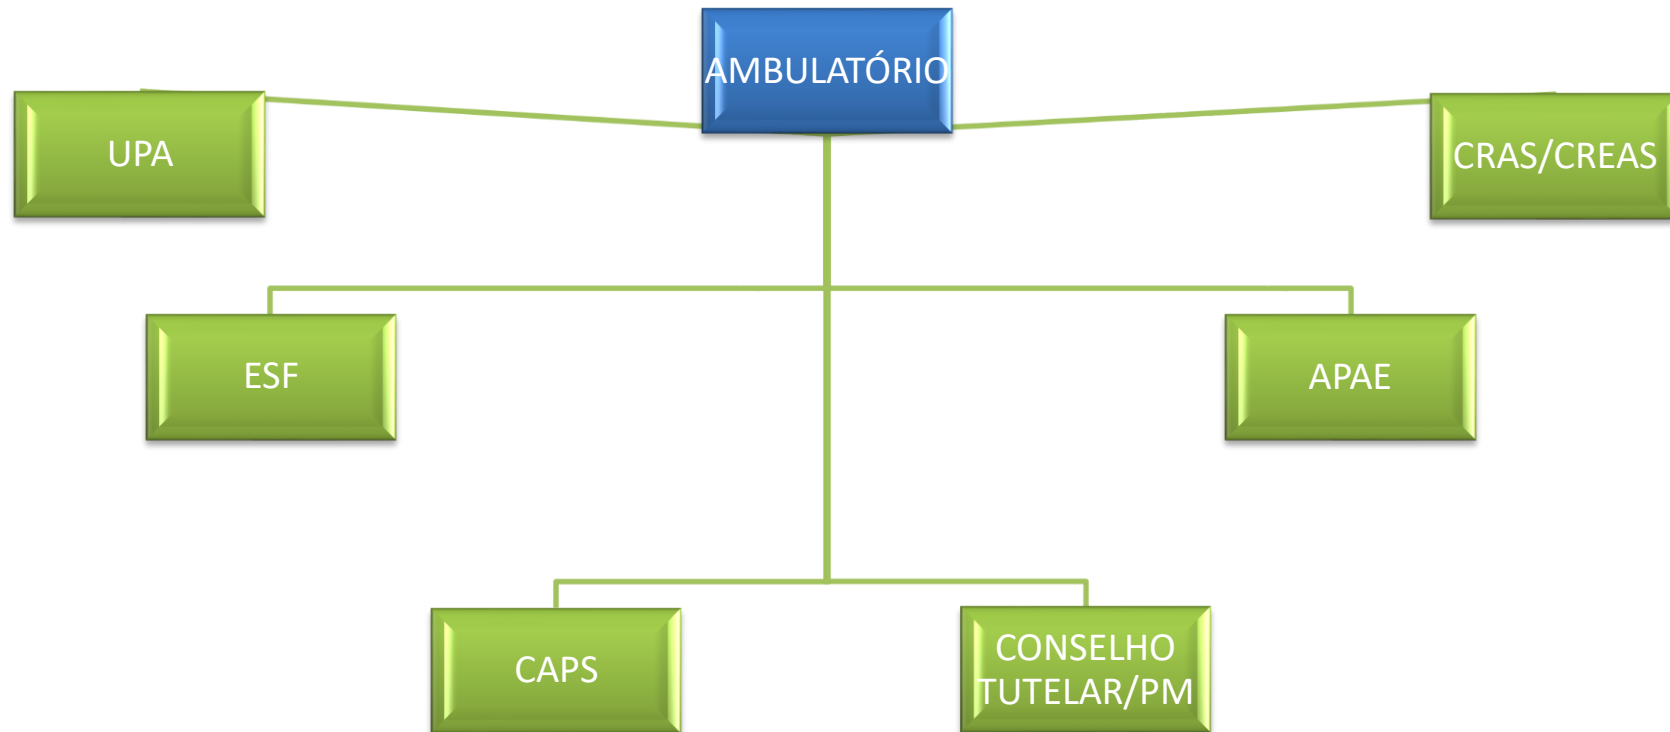 AMBULATÓRIO
UPA
CRAS/CREAS
ESF
APAE
CAPS
CONSELHO
TUTELAR/PM